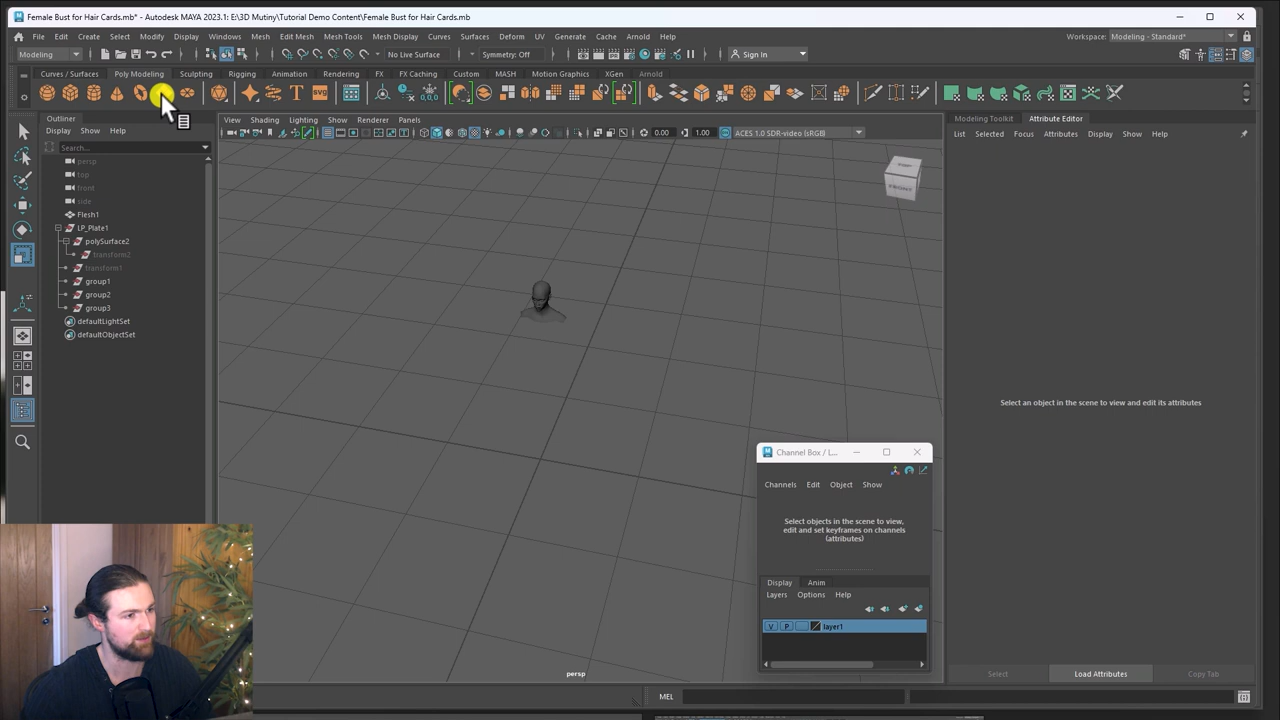 Female Bust for Hair Cards.mb* - Autodesk MAYA 2023.1: E:\3D Mutiny\Tutorial Demo Content\Female Bust for Hair Cards.mb
File Edit Create Select Modify Display Windows Mesh Edit Mesh Mesh Tools Mesh Display Curves Surfaces Deform UV Generate Cache Arnold Help
Workspace: Modeling - Standard*
Modeling
No Live Surface
Symmetry: Off
Sign In
Curves / Surfaces Poly Modeling Sculpting Rigging Animation Rendering FX FX Caching Custom MASH Motion Graphics XGen Arnold
SVG
Outliner
Display Show Help
Search...
persp
top
front
side
Flesh1
LP_Plate1
polySurface2
transform2
transform1
group1
group2
group3
defaultLightSet
defaultObjectSet
View Shading Lighting Show Renderer Panels
0.00
1.00
ACES 1.0 SDR-video (sRGB)
FRONT
persp
Channel Box / L...
Channels Edit Object Show
Select objects in the scene to view,
edit and set keyframes on channels
(attributes)
Display Anim
Layers Options Help
V P layer1
Modeling Toolkit Attribute Editor
List Selected Focus Attributes Display Show Help
Select an object in the scene to view and edit its attributes
Select Load Attributes Copy Tab
MEL